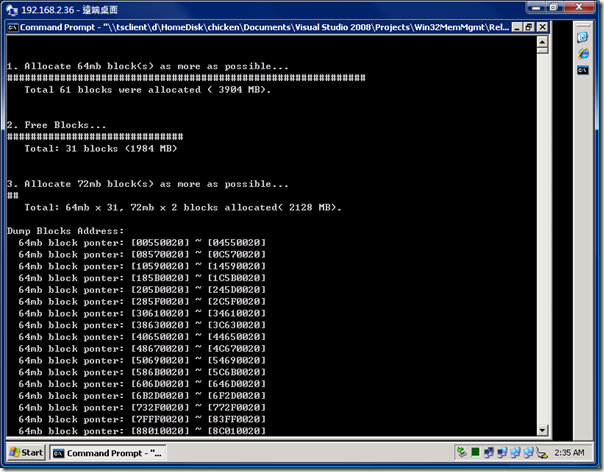 192.168.2.36 - 遠端桌面
Command Prompt - "\\tsclient\d\HomeDisk\chicken\Documents\Visual Studio 2008\Projects\Win32MemMgmt\Rel...
1. Allocate 64mb block(s) as more as possible...
#############################################################
Total 61 blocks were allocated ( 3904 MB).
2. Free Blocks...
###############################
Total: 31 blocks (1984 MB)
3. Allocate 72mb block(s) as more as possible...
##
Total: 64mb x 31, 72mb x 2 blocks allocated( 2128 MB).
Dump Blocks Address:
64mb block ponter: [00550020] ~ [04550020]
64mb block ponter: [08570020] ~ [0C570020]
64mb block ponter: [10590020] ~ [14590020]
64mb block ponter: [185B0020] ~ [1C5B0020]
64mb block ponter: [205D0020] ~ [245D0020]
64mb block ponter: [285F0020] ~ [2C5F0020]
64mb block ponter: [30610020] ~ [34610020]
64mb block ponter: [38630020] ~ [3C630020]
64mb block ponter: [40650020] ~ [44650020]
64mb block ponter: [48670020] ~ [4C670020]
64mb block ponter: [50690020] ~ [54690020]
64mb block ponter: [586B0020] ~ [5C6B0020]
64mb block ponter: [606D0020] ~ [646D0020]
64mb block ponter: [6B2D0020] ~ [6F2D0020]
64mb block ponter: [732F0020] ~ [772F0020]
64mb block ponter: [7FFF0020] ~ [83FF0020]
64mb block ponter: [88010020] ~ [8C010020]
Start
Command Prompt - "...
2:35 AM